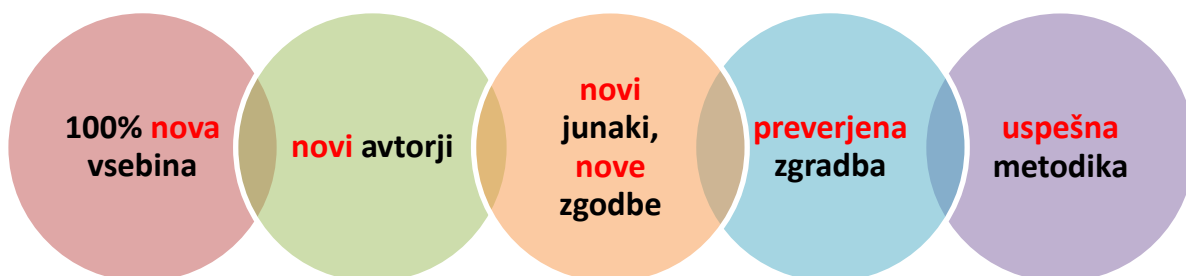 100% nova
vsebina
novi avtorji
novi
junaki,
nove
zgodbe
preverjena
zgradba
uspešna
metodika